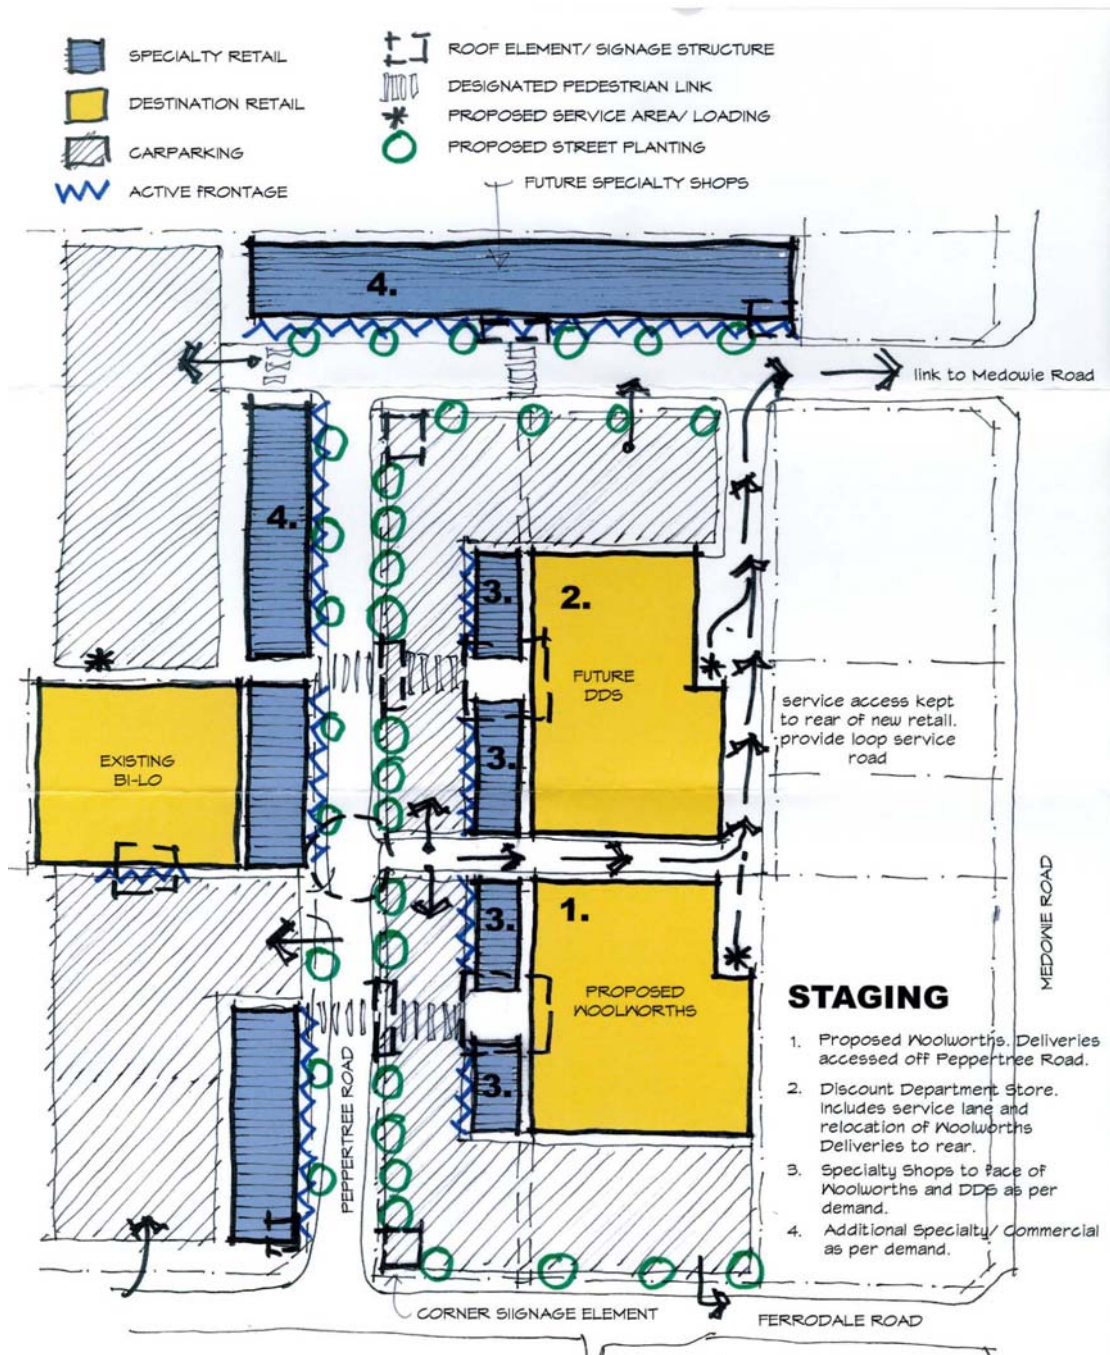 SPECIALTY RETAIL
DESTINATION RETAIL
CARPARKING
ACTIVE FRONTAGE
ROOF ELEMENT/ SIGNAGE STRUCTURE
DESIGNATED PEDESTRIAN LINK
PROPOSED SERVICE AREA/ LOADING
PROPOSED STREET PLANTING
FUTURE SPECIALTY SHOPS
4.
link to Medowie Road
4.
3.
2.
FUTURE
DDS
service access kept
to rear of new retail.
provide loop service
road
EXISTING
BI-LO
3.
3.
1.
PROPOSED
WOOLWORTHS
3.
PEPPERTREE ROAD
MEDOWIE ROAD
STAGING
1. Proposed Woolworths. Deliveries
accessed off Peppertree Road.
2. Discount Department Store.
Includes service lane and
relocation of Woolworths
Deliveries to rear.
3. Specialty Shops to face of
Woolworths and DDS as per
demand.
4. Additional Specialty/ Commercial
as per demand.
CORNER SIIGNAGE ELEMENT
FERRODALE ROAD